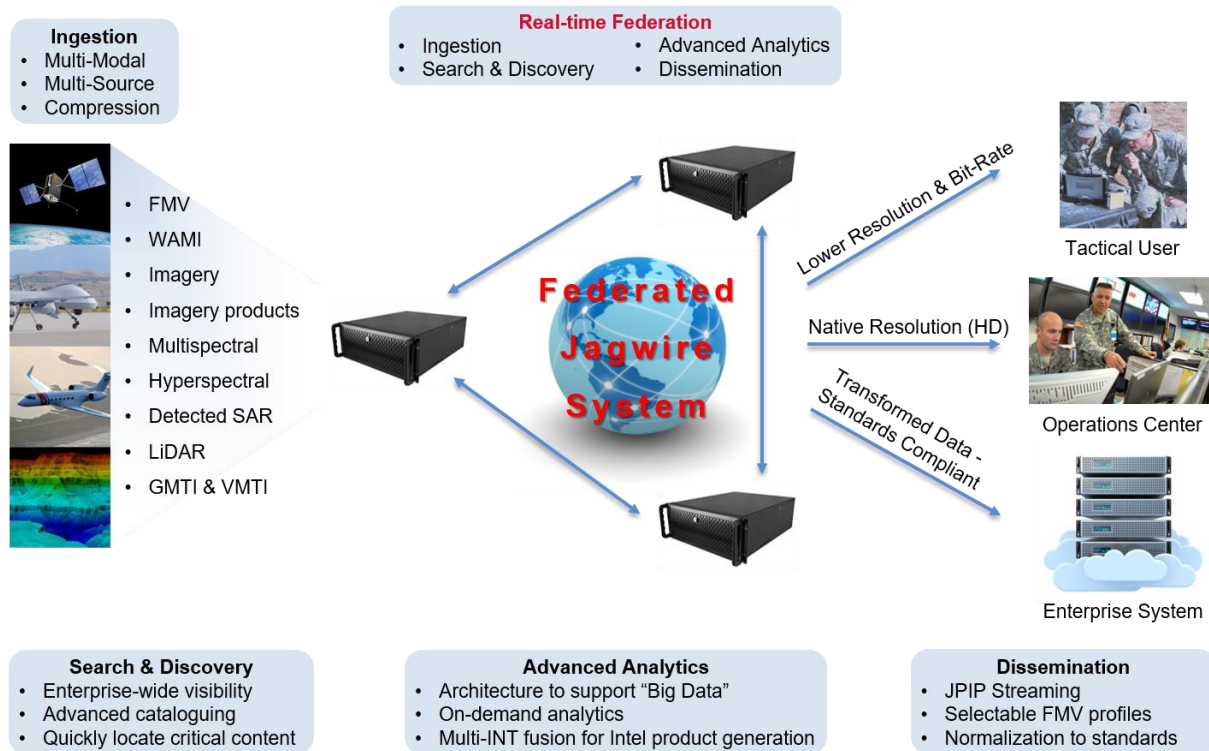 Ingestion
• Multi-Modal
• Multi-Source
• Compression
Real-time Federation
• Ingestion
• Search & Discovery
• Advanced Analytics
• Dissemination
• FMV
• WAMI
• Imagery
• Imagery products
• Multispectral
• Hyperspectral
• Detected SAR
• LiDAR
• GMTI & VMTI
Federated
Jagwire
System
Lower Resolution & Bit-Rate
Native Resolution (HD)
Transformed Data -
Standards Compliant
Tactical User
Operations Center
Enterprise System
Search & Discovery
• Enterprise-wide visibility
• Advanced cataloguing
• Quickly locate critical content
Advanced Analytics
• Architecture to support “Big Data”
• On-demand analytics
• Multi-INT fusion for Intel product generation
Dissemination
• JPIP Streaming
• Selectable FMV profiles
• Normalization to standards